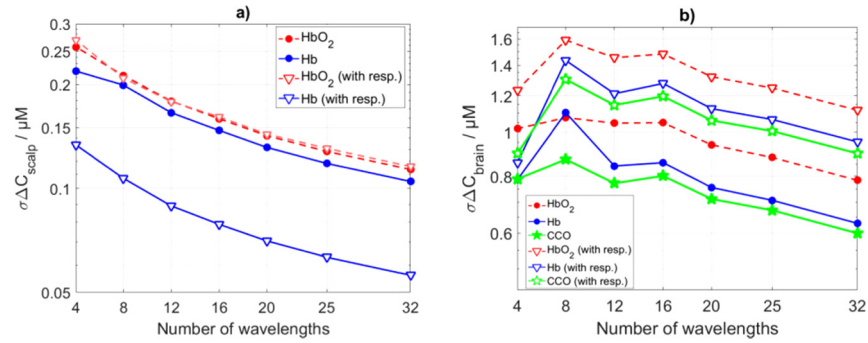 a)
0.3
0.25
0.2
0.15
0.1
0.05
σΔC_scalp / μM
4 8 12 16 20 25 32
Number of wavelengths
HbO₂
Hb
HbO₂ (with resp.)
Hb (with resp.)
b)
1.6
1.4
1.2
1
0.8
0.6
σΔC_brain / μM
4 8 12 16 20 25 32
Number of wavelengths
HbO₂
Hb
CCO
HbO₂ (with resp.)
Hb (with resp.)
CCO (with resp.)